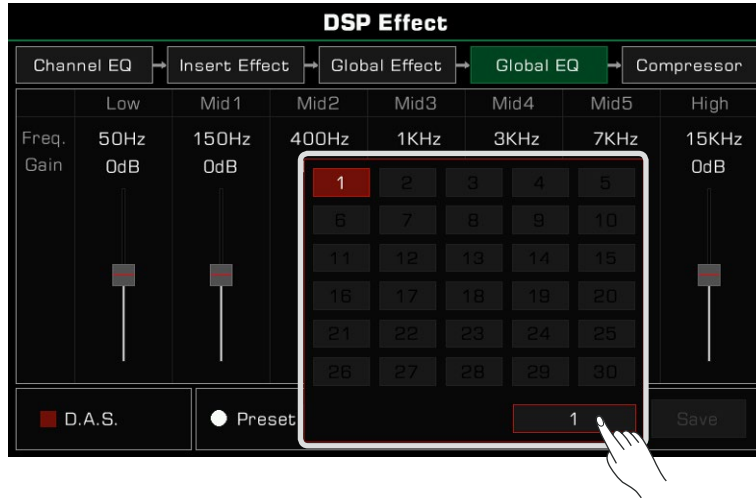 DSP Effect
Channel EQ Insert Effect Global Effect Global EQ Compressor
Low Mid1 Mid2 Mid3 Mid4 Mid5 High
Freq. 50Hz 150Hz 400Hz 1KHz 3KHz 7KHz 15KHz
Gain 0dB 0dB 0dB
1 2 3 4 5
6 7 8 9 10
11 12 13 14 15
16 17 18 19 20
21 22 23 24 25
26 27 28 29 30
D.A.S. Preset 1 Save